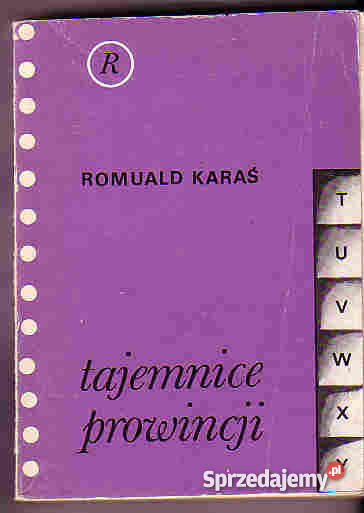 R
ROMUALD KARAŚ
T
U
V
W
X
Y
tajemnice
prowincji
Sprzedajemy.pl